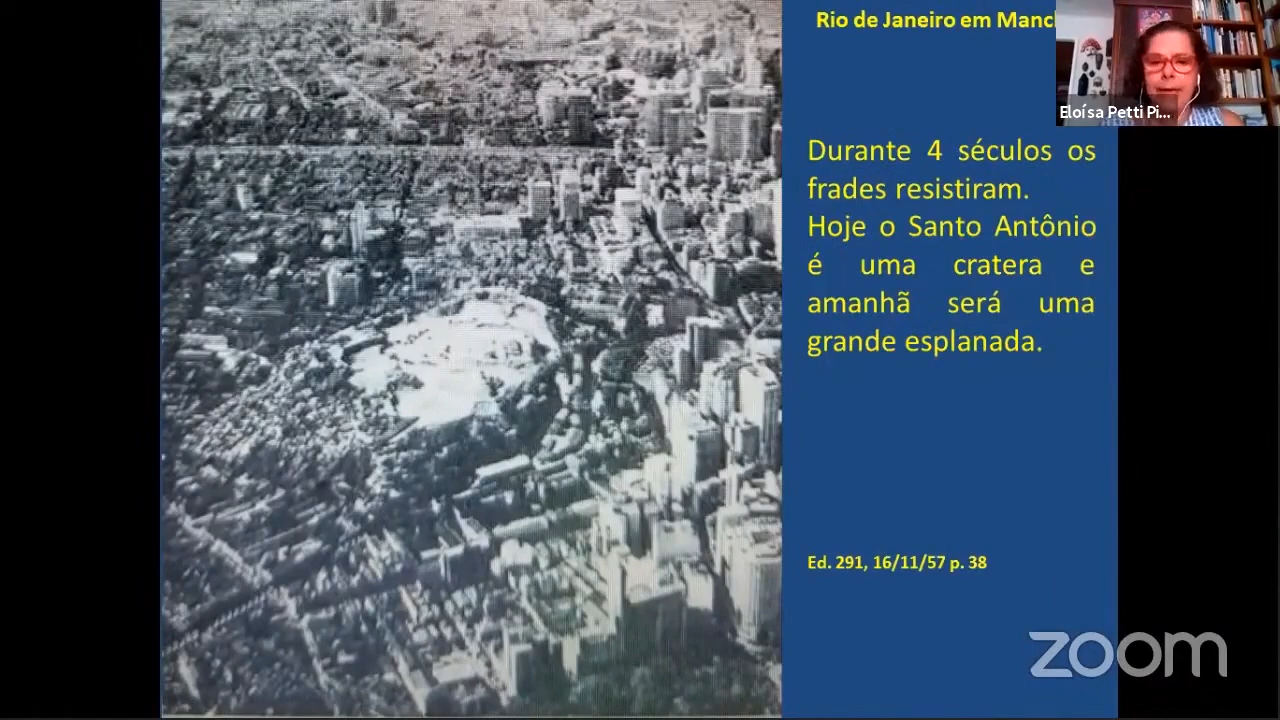 Rio de Janeiro em Manc
Eloísa Petti Pi...
Durante 4 séculos os
frades resistiram.
Hoje o Santo Antônio
é uma cratera e
amanhã será uma
grande esplanada.
Ed. 291, 16/11/57 p. 38
zoom